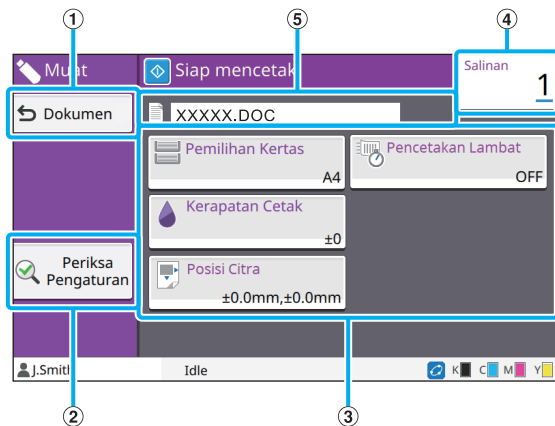 ① ⑤ ④
Muat
Siap mencetak
Salinan
1
Dokumen
XXXXX.DOC
Pemilihan Kertas
A4
Pencetakan Lambat
OFF
Kerapatan Cetak
±0
Periksa
Pengaturan
Posisi Citra
±0.0mm,±0.0mm
J.Smith
Idle
K C M Y
② ③